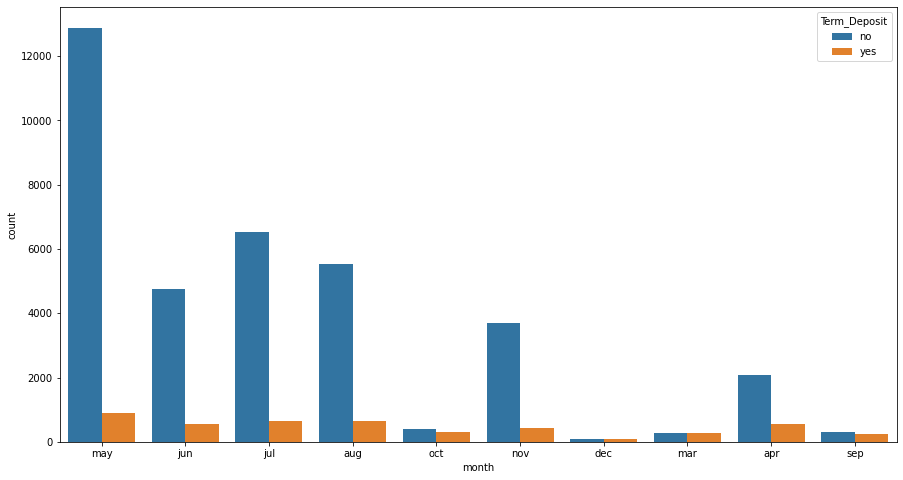 Term_Deposit
no
yes
12000
10000
8000
6000
4000
2000
0
count
may jun jul aug oct nov dec mar apr sep
month